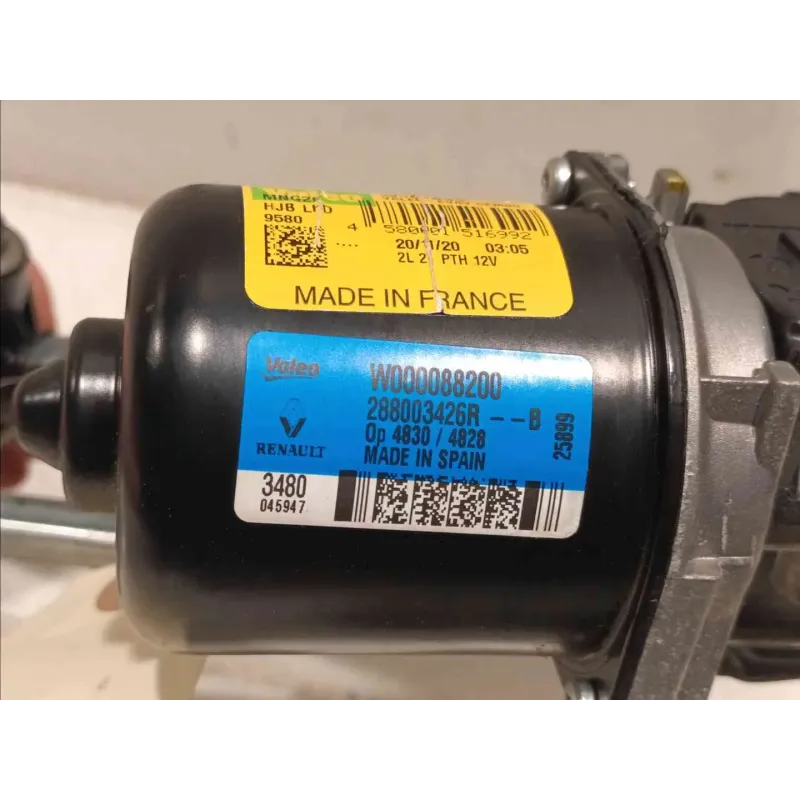 HJB LHD
9580
4 580001 516992
20/11/20 03:05
2L 2 PTH 12V
MADE IN FRANCE
Valeo
W000088200
288003426R --B
Op 4830 / 4828
RENAULT
MADE IN SPAIN
25899
3480
045947